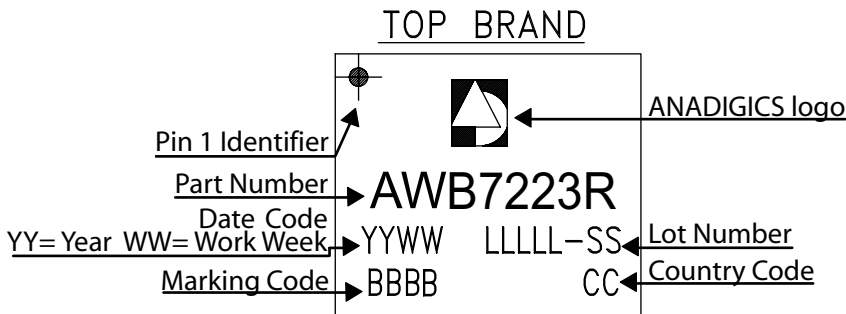 TOP BRAND
ANADIGICS logo
Pin 1 Identifier
Part Number
AWB7223R
Date Code
YY= Year WW= Work Week
YYWW LLLLL-SS
Lot Number
Marking Code
BBBB CC
Country Code